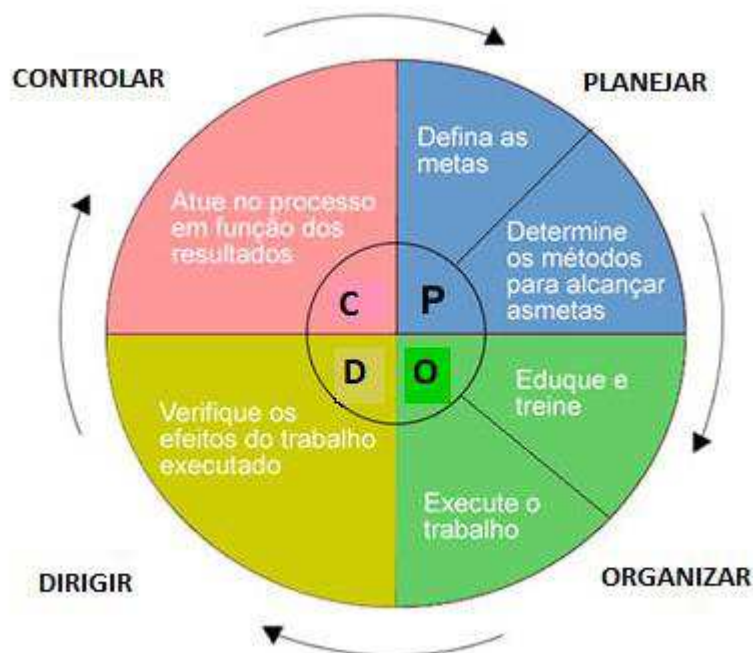 CONTROLAR
PLANEJAR
Defina as
metas
Atue no processo
em função dos
resultados
Determine
os métodos
para alcançar
asmetas
C
P
D
O
Verifique os
efeitos do trabalho
executado
Eduque e
treine
Execute o
trabalho
DIRIGIR
ORGANIZAR